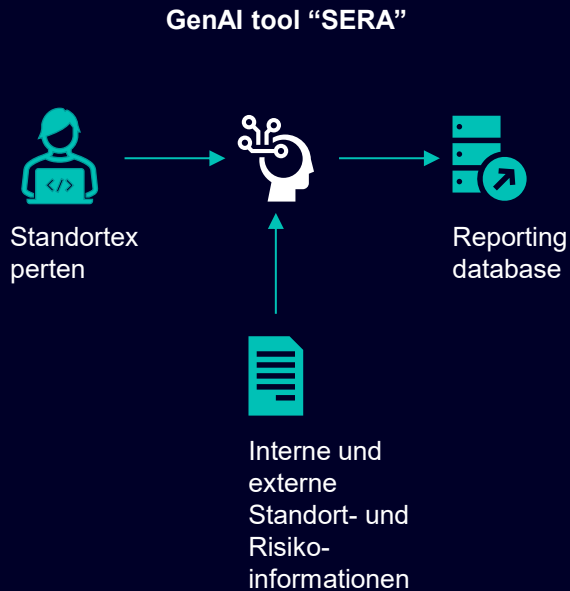 GenAI tool “SERA”
</>
Standortex
perten
Reporting
database
Interne und
externe
Standort- und
Risiko-
informationen